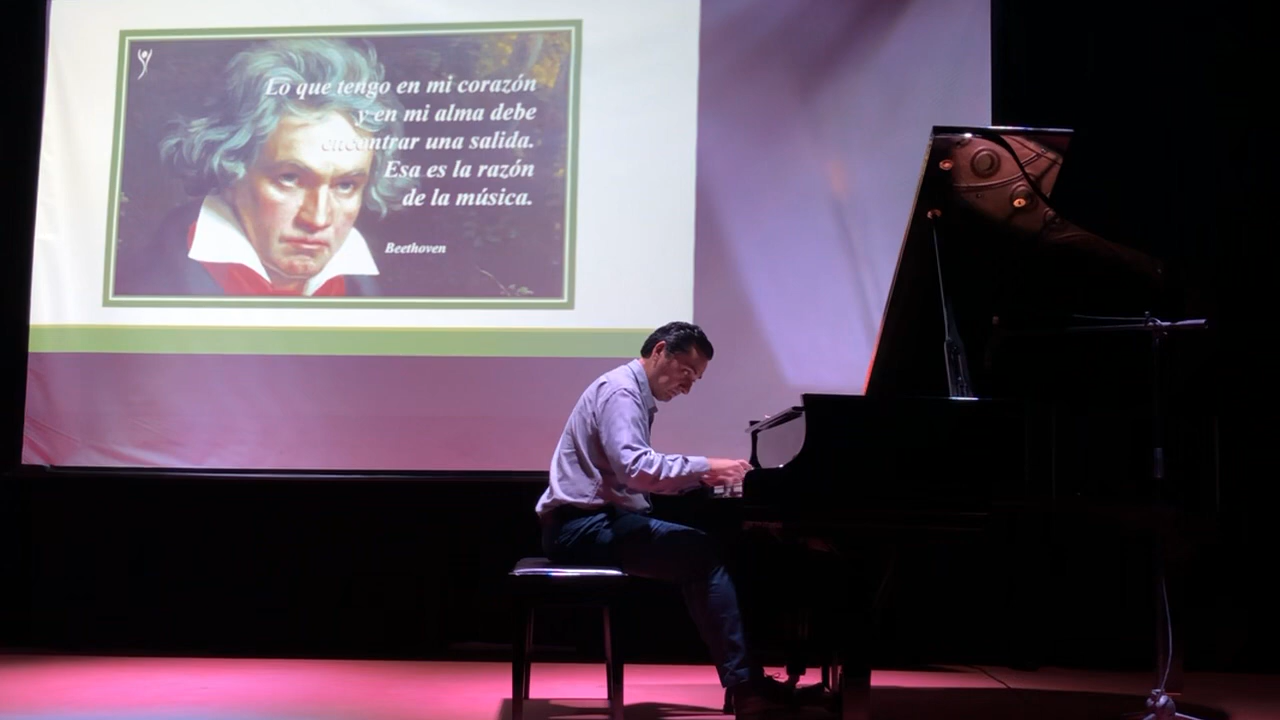 Lo que tengo en mi corazón
y en mi alma debe
encontrar una salida.
Esa es la razón
de la música.
Beethoven